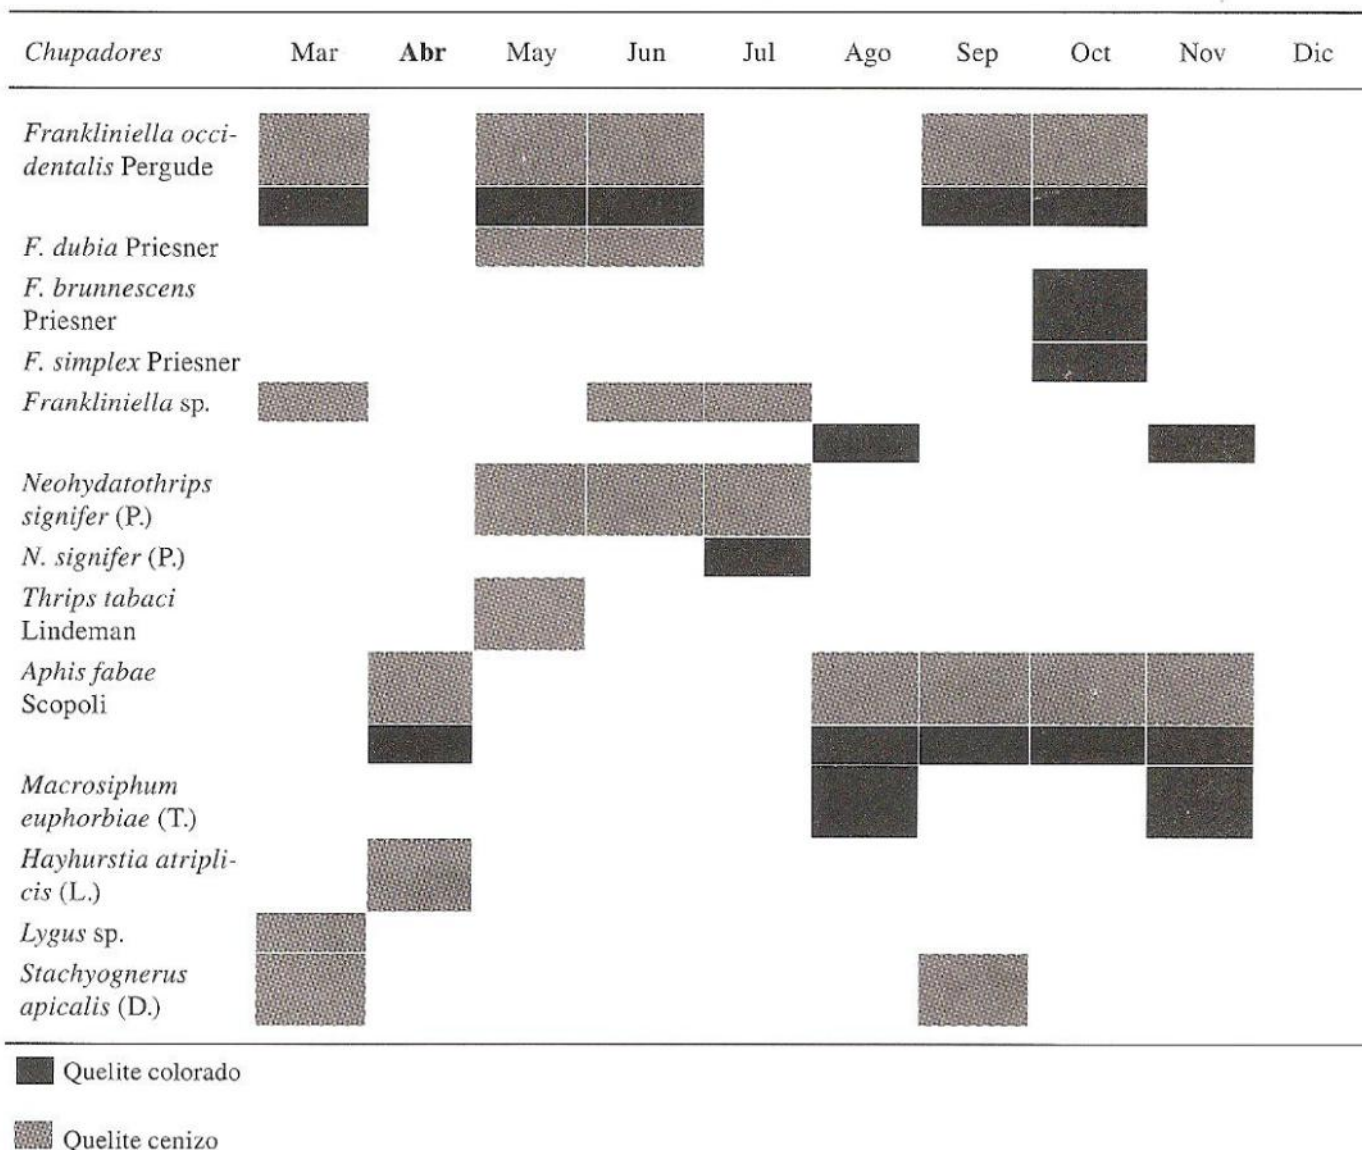 Chupadores Mar Abr May Jun Jul Ago Sep Oct Nov Dic
Frankliniella occi-
dentalis Pergude
F. dubia Priesner
F. brunnescens
Priesner
F. simplex Priesner
Frankliniella sp.
Neohydatothrips
signifer (P.)
N. signifer (P.)
Thrips tabaci
Lindeman
Aphis fabae
Scopoli
Macrosiphum
euphorbiae (T.)
Hayhurstia atripli-
cis (L.)
Lygus sp.
Stachyognerus
apicalis (D.)
Quelite colorado
Quelite cenizo